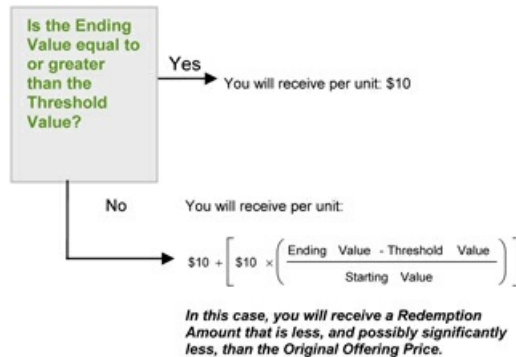 Is the Ending
Value equal to
or greater
than the
Threshold
Value?
Yes
You will receive per unit: $10
No
You will receive per unit:
$10 + [ $10 × ( Ending Value - Threshold Value
Starting Value ) ]
In this case, you will receive a Redemption
Amount that is less, and possibly significantly
less, than the Original Offering Price.